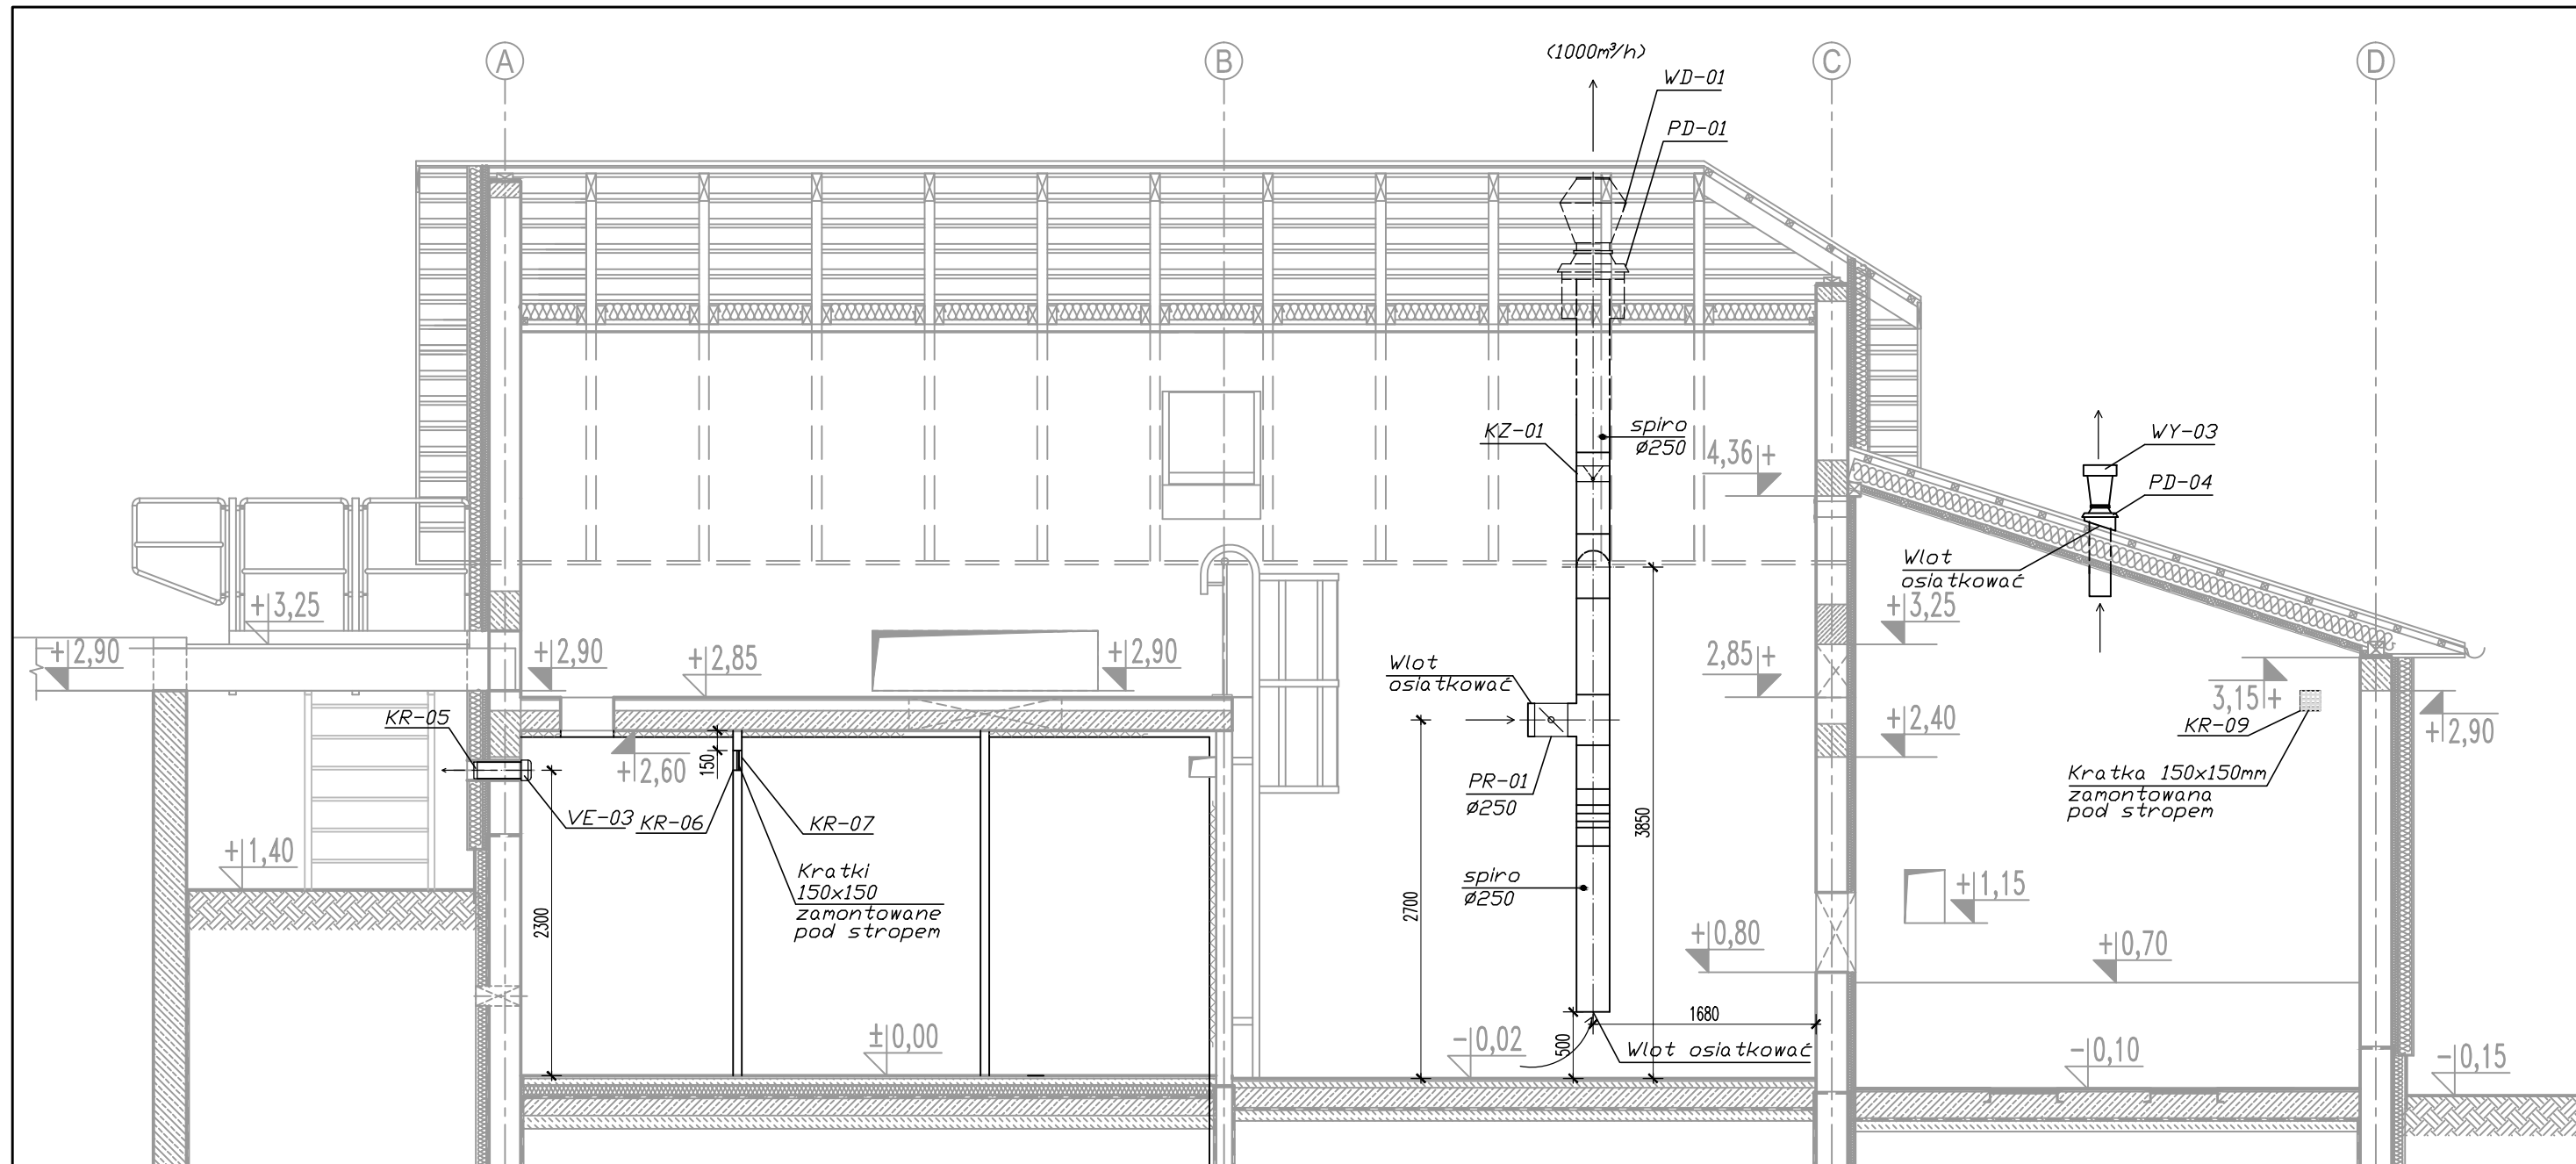 A
B
C
D
(1000m³/h)
WD-01
PD-01
KZ-01
spiro
Ø250
4,36+
WY-03
PD-04
Wlot
osiatkować
+3,25
+2,90
+2,90
+2,85
+2,90
Wlot
osiatkować
2,85+
+3,25
3,15+
KR-09
+2,90
+2,40
KR-05
+2,60
150
VE-03
KR-06
KR-07
Kratki
150x150
zamontowane
pod stropem
PR-01
Ø250
3850
Kratka 150x150mm
zamontowana
pod stropem
+1,40
2300
2700
spiro
Ø250
+1,15
+0,80
+0,70
±0,00
-0,02
500
1680
Wlot osiatkować
-0,10
-0,15